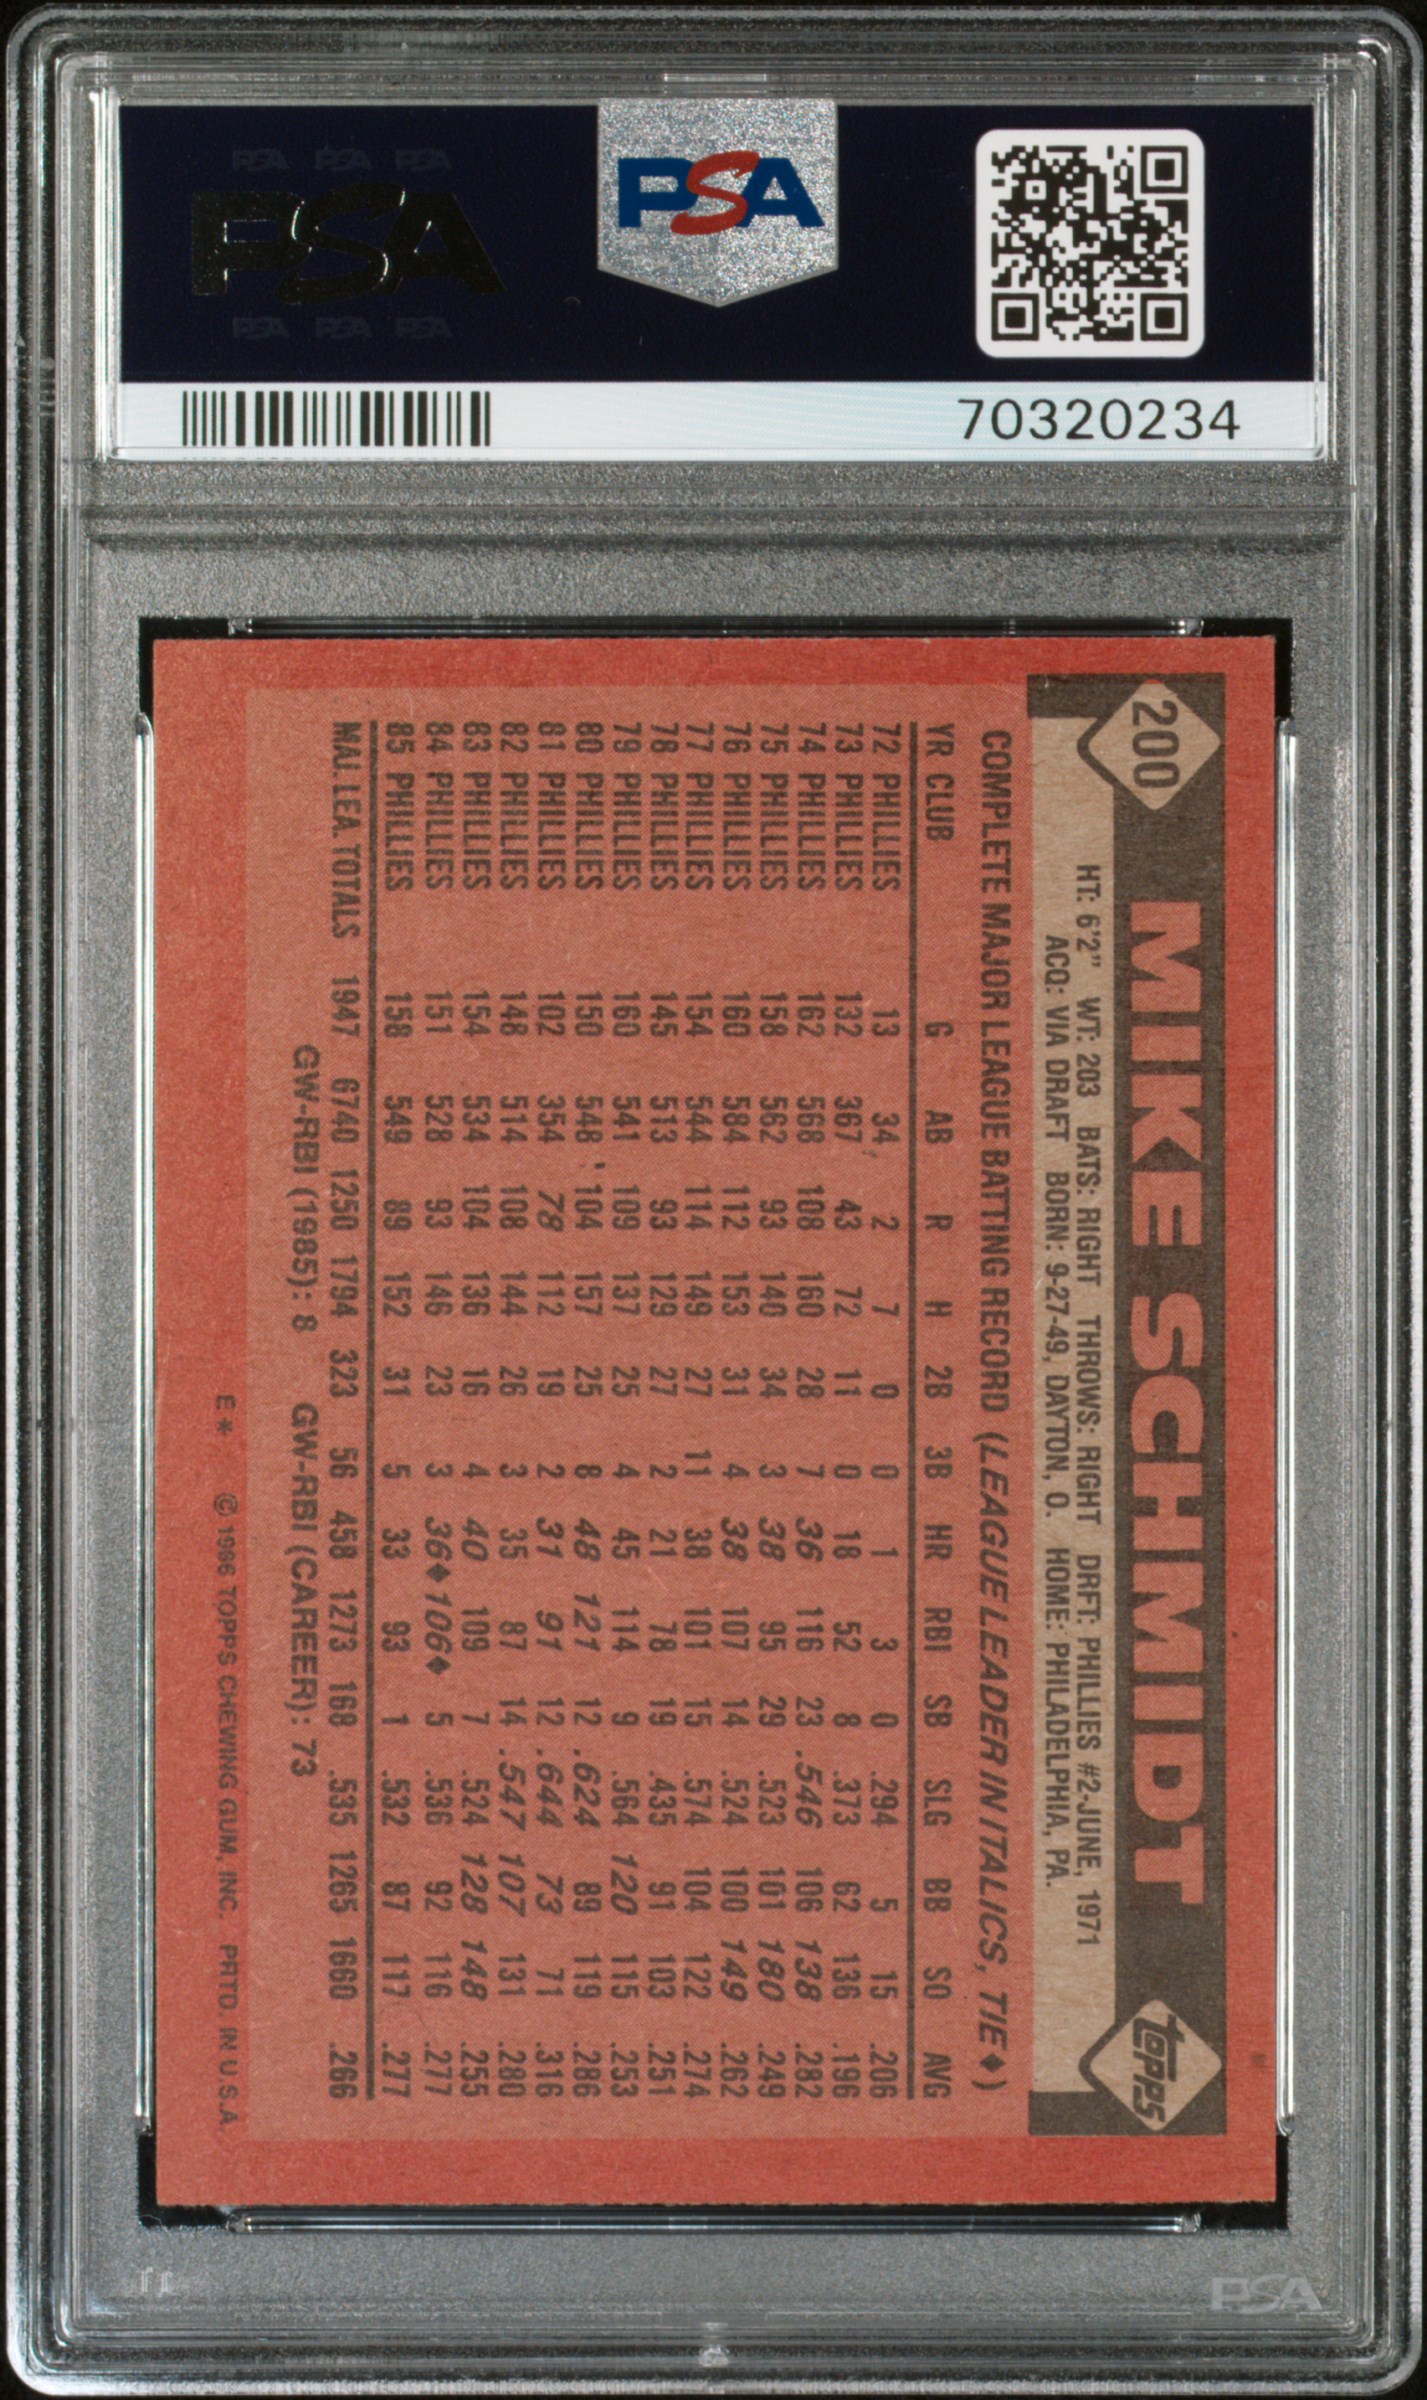 PSA PSA PSA
PSA
PSA PSA PSA
PSA
70320234
200
MIKE SCHMIDT
topps
HT: 6'2" WT: 203 BATS: RIGHT THROWS: RIGHT DRFT: PHILLIES #2-JUNE, 1971
ACQ: VIA DRAFT BORN: 9-27-49, DAYTON, O. HOME: PHILADELPHIA, PA.
COMPLETE MAJOR LEAGUE BATTING RECORD (LEAGUE LEADER IN ITALICS, TIE ♦)
YR CLUB G AB R H 2B 3B HR RBI SB SLG BB SO AVG
72 PHILLIES 13 34 2 7 0 0 1 3 0 .294 5 15 .206
73 PHILLIES 132 367 43 72 11 0 18 52 8 .373 62 136 .196
74 PHILLIES 162 568 108 160 28 7 36 116 23 .546 106 138 .282
75 PHILLIES 158 562 93 140 34 3 38 95 29 .523 101 180 .249
76 PHILLIES 160 584 112 153 31 4 38 107 14 .524 100 149 .262
77 PHILLIES 154 544 114 149 27 11 38 101 15 .574 104 122 .274
78 PHILLIES 145 513 93 129 27 2 21 78 19 .435 91 103 .251
79 PHILLIES 160 541 109 137 25 4 45 114 9 .564 120 115 .253
80 PHILLIES 150 548 104 157 25 8 48 121 12 .624 89 119 .286
81 PHILLIES 102 354 78 112 19 2 31 91 12 .644 73 71 .316
82 PHILLIES 148 514 108 144 26 3 35 87 14 .547 107 131 .280
83 PHILLIES 154 534 104 136 16 4 40 109 7 .524 128 148 .255
84 PHILLIES 151 528 93 146 23 3 36♦ 106♦ 5 .536 92 116 .277
85 PHILLIES 158 549 89 152 31 5 33 93 1 .532 87 117 .277
MAJ. LEA. TOTALS 1947 6740 1250 1794 323 56 458 1273 168 .535 1265 1660 .266
GW-RBI (1985): 8 GW-RBI (CAREER): 73
E* © 1986 TOPPS CHEWING GUM, INC. PRTD. IN U.S.A.
PSA